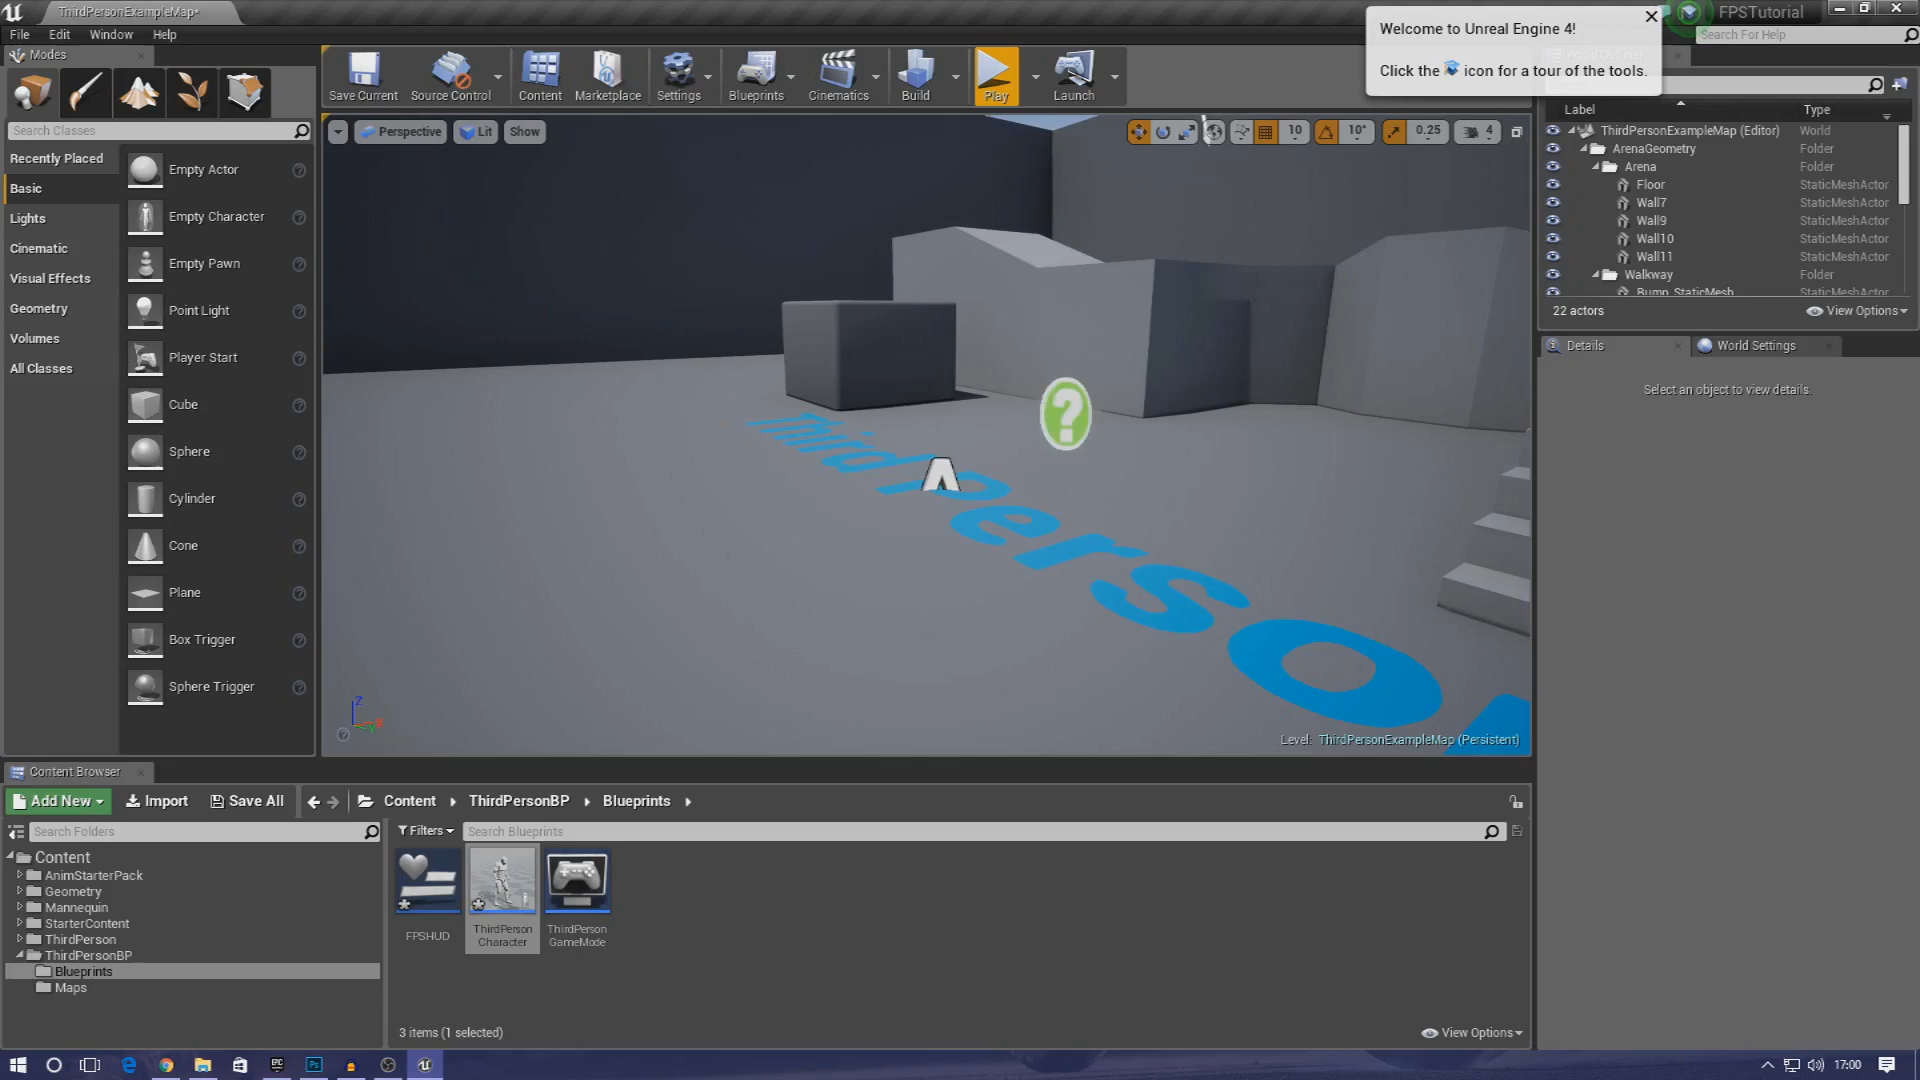 ThirdPersonExampleMap*
FPSTutorial
File Edit Window Help
Search For Help
Welcome to Unreal Engine 4!
Click the icon for a tour of the tools.
Modes
Save Current
Source Control
Content
Marketplace
Settings
Blueprints
Cinematics
Build
Play
Launch
World Outliner
Search Classes
Perspective
Lit
Show
10
10°
0.25
4
Label Type
ThirdPersonExampleMap (Editor) World
ArenaGeometry Folder
Arena Folder
Floor StaticMeshActor
Wall7 StaticMeshActor
Wall9 StaticMeshActor
Wall10 StaticMeshActor
Wall11 StaticMeshActor
Walkway Folder
Bump_StaticMesh StaticMeshActor
22 actors
View Options
Recently Placed
Basic
Lights
Cinematic
Visual Effects
Geometry
Volumes
All Classes
Empty Actor
Empty Character
Empty Pawn
Point Light
Player Start
Cube
Sphere
Cylinder
Cone
Plane
Box Trigger
Sphere Trigger
Details
World Settings
Select an object to view details.
ThirdPerso
Z
Level: ThirdPersonExampleMap (Persistent)
Content Browser
Add New
Import
Save All
Content
ThirdPersonBP
Blueprints
Search Folders
Filters
Search Blueprints
Content
AnimStarterPack
Geometry
Mannequin
StarterContent
ThirdPerson
ThirdPersonBP
Blueprints
Maps
FPSHUD
ThirdPerson
Character
ThirdPerson
GameMode
3 items (1 selected)
View Options
EPIC
Ps
17:00